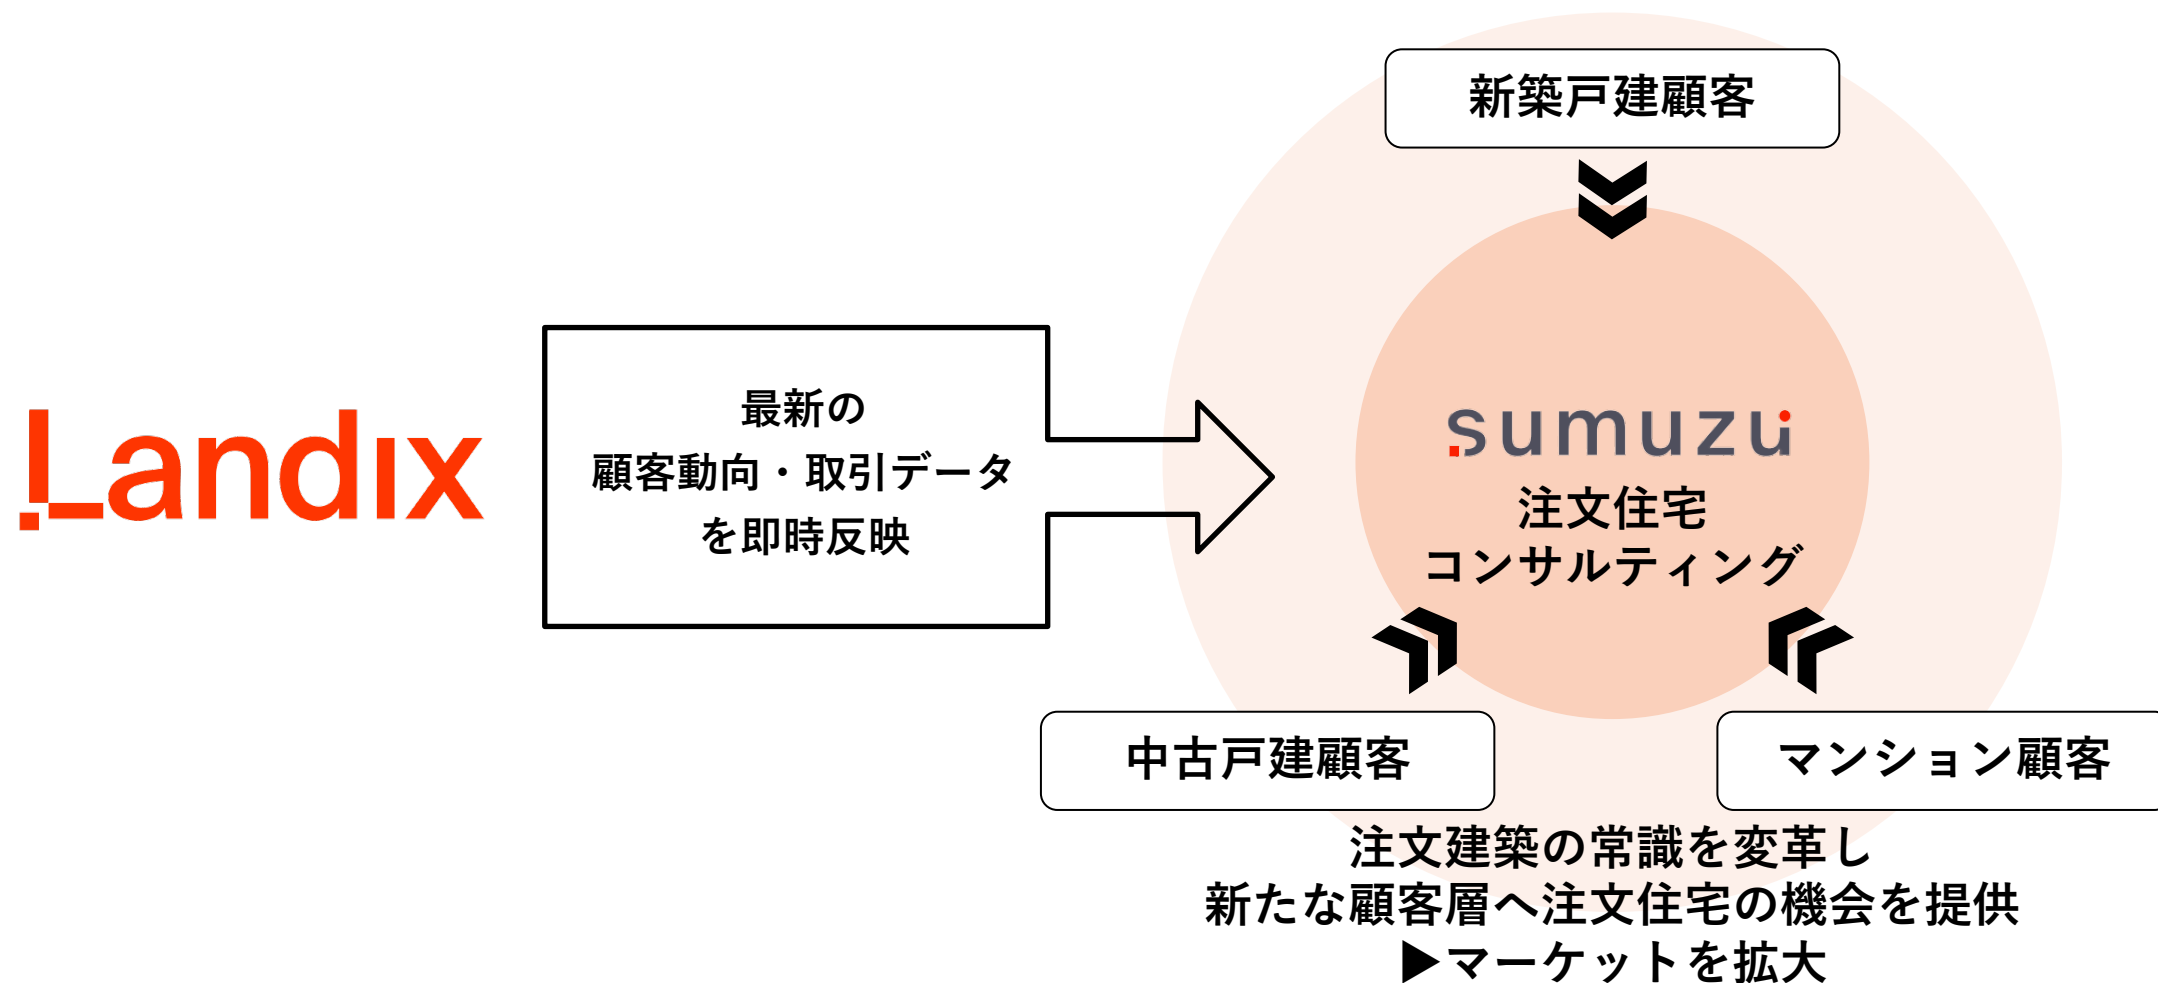 新築戸建顧客
Landix
最新の
顧客動向・取引データ
を即時反映
sumuzu
注文住宅
コンサルティング
中古戸建顧客
マンション顧客
注文建築の常識を変革し
新たな顧客層へ注文住宅の機会を提供
▶マーケットを拡大